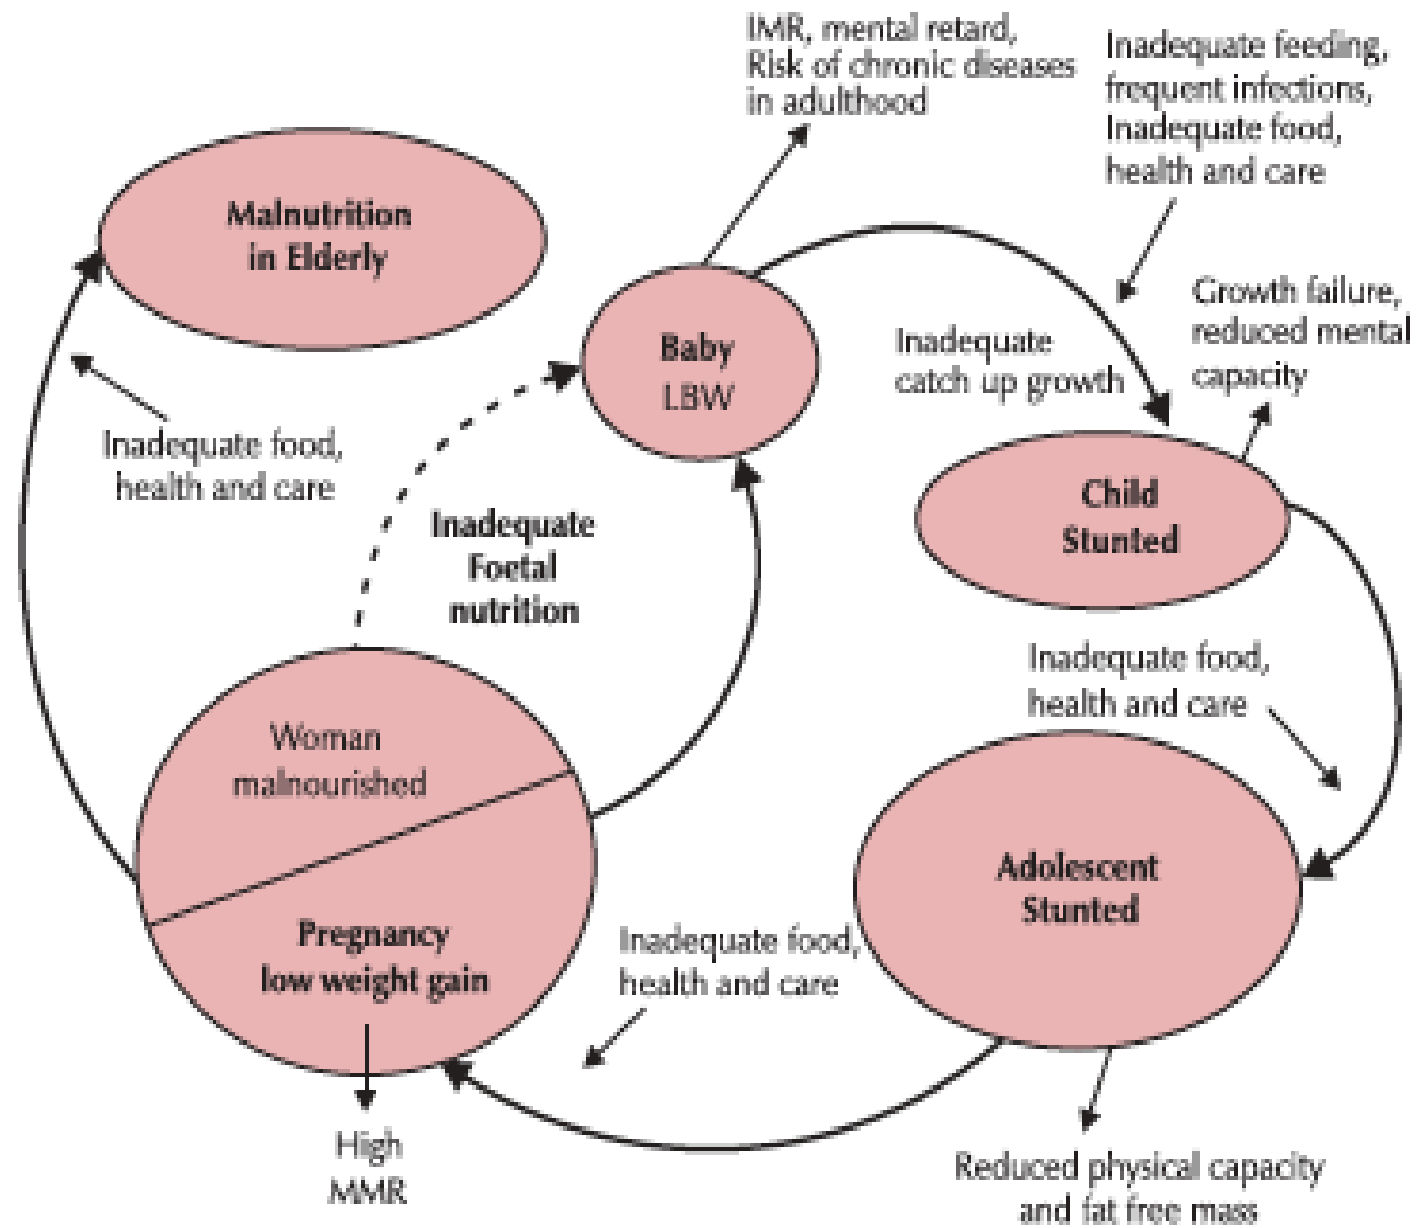 IMR, mental retard,
Risk of chronic diseases
in adulthood
Inadequate feeding,
frequent infections,
Inadequate food,
health and care
Malnutrition
in Elderly
Baby
LBW
Inadequate
catch up growth
Growth failure,
reduced mental
capacity
Inadequate food,
health and care
Inadequate
Foetal
nutrition
Child
Stunted
Inadequate food,
health and care
Woman
malnourished
Pregnancy
low weight gain
Inadequate food,
health and care
Adolescent
Stunted
High
MMR
Reduced physical capacity
and fat free mass